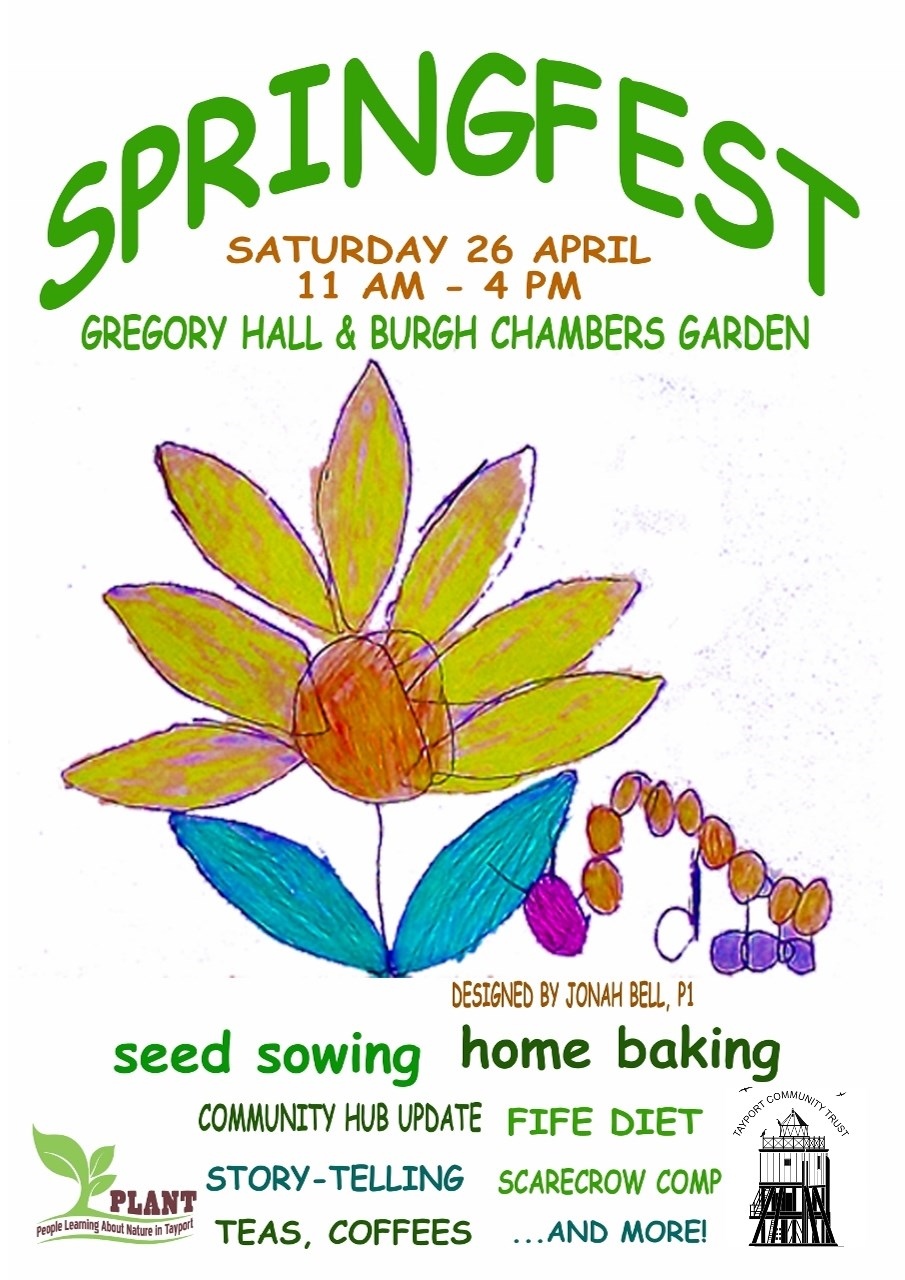 SPRINGFEST
SATURDAY 26 APRIL
11 AM - 4 PM
GREGORY HALL & BURGH CHAMBERS GARDEN
DESIGNED BY JONAH BELL, P1
seed sowing home baking
COMMUNITY HUB UPDATE FIFE DIET
STORY-TELLING SCARECROW COMP
TEAS, COFFEES ...AND MORE!
PLANT
People Learning About Nature in Tayport
TAYPORT COMMUNITY TRUST